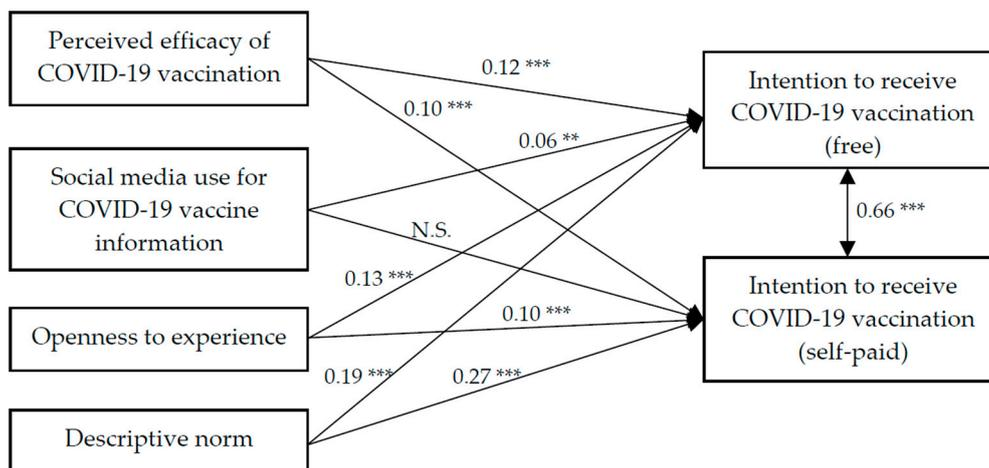 Perceived efficacy of
COVID-19 vaccination
Social media use for
COVID-19 vaccine
information
Openness to experience
Descriptive norm
0.12 ***
0.10 ***
0.06 **
N.S.
0.13 ***
0.10 ***
0.19 ***
0.27 ***
Intention to receive
COVID-19 vaccination
(free)
0.66 ***
Intention to receive
COVID-19 vaccination
(self-paid)